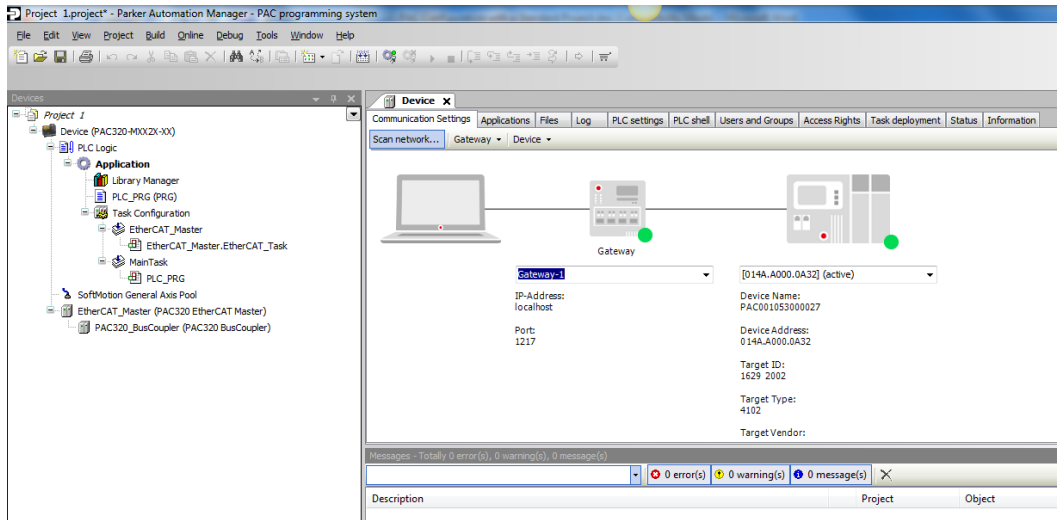 Project 1.project* - Parker Automation Manager - PAC programming system
File Edit View Project Build Online Debug Tools Window Help
Devices
Project 1
Device (PAC320-MXX2X-XX)
PLC Logic
Application
Library Manager
PLC_PRG (PRG)
Task Configuration
EtherCAT_Master
EtherCAT_Master.EtherCAT_Task
MainTask
PLC_PRG
SoftMotion General Axis Pool
EtherCAT_Master (PAC320 EtherCAT Master)
PAC320_BusCoupler (PAC320 BusCoupler)
Device X
Communication Settings Applications Files Log PLC settings PLC shell Users and Groups Access Rights Task deployment Status Information
Scan network... Gateway Device
Gateway
Gateway-1
IP-Address:
localhost
Port:
1217
[014A.A000.0A32] (active)
Device Name:
PAC001053000027
Device Address:
014A.A000.0A32
Target ID:
1629 2002
Target Type:
4102
Target Vendor:
Messages - Totally 0 error(s), 0 warning(s), 0 message(s)
0 error(s) 0 warning(s) 0 message(s)
Description Project Object